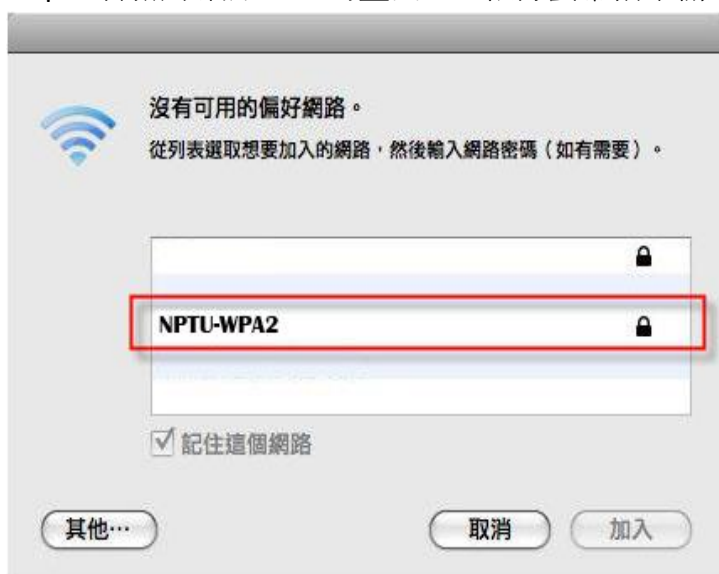 沒有可用的偏好網路。
從列表選取想要加入的網路，然後輸入網路密碼（如有需要）。
NPTU-WPA2
記住這個網路
其他…
取消
加入